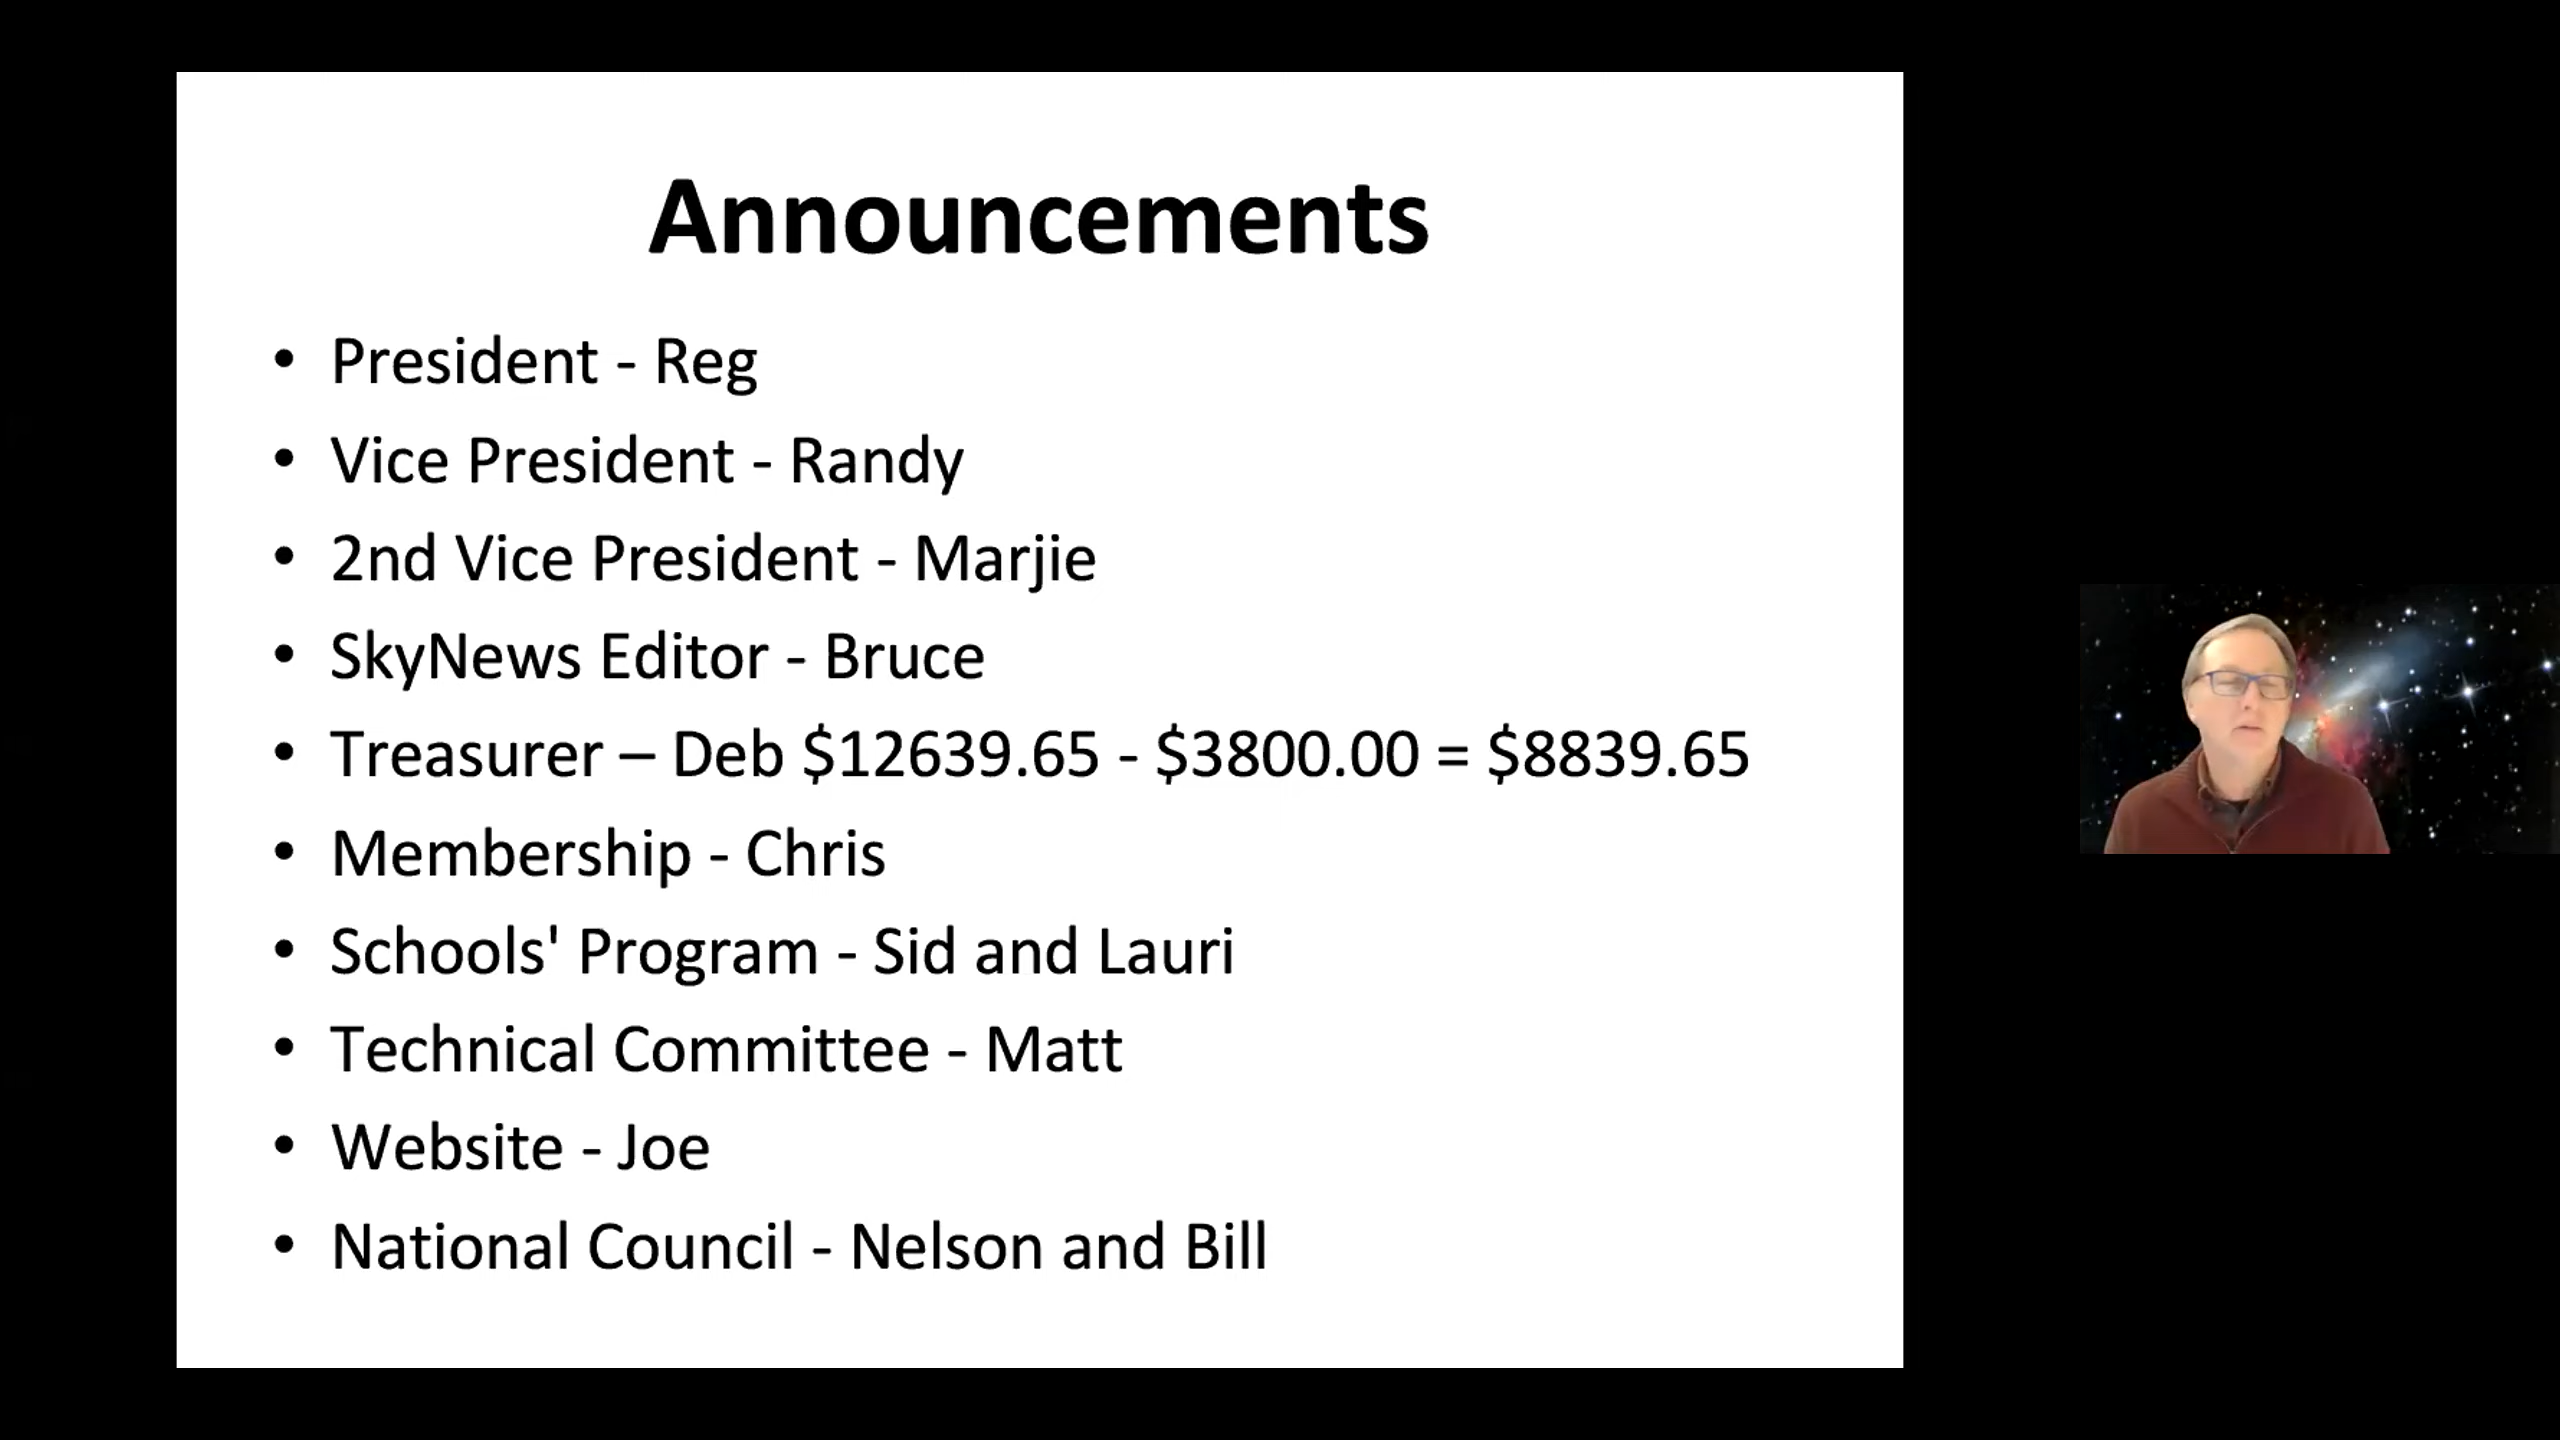 Announcements
• President - Reg
• Vice President - Randy
• 2nd Vice President - Marjie
• SkyNews Editor - Bruce
• Treasurer – Deb $12639.65 - $3800.00 = $8839.65
• Membership - Chris
• Schools' Program - Sid and Lauri
• Technical Committee - Matt
• Website - Joe
• National Council - Nelson and Bill